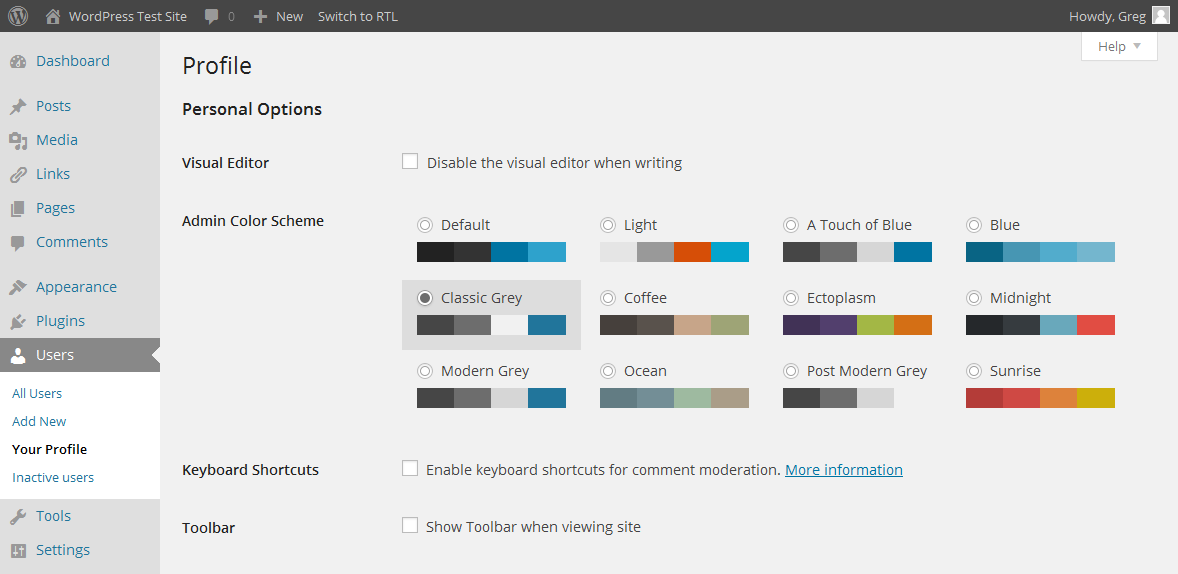 WordPress Test Site 0 New Switch to RTL Howdy, Greg
Help
Dashboard
Posts
Media
Links
Pages
Comments
Appearance
Plugins
Users
All Users
Add New
Your Profile
Inactive users
Tools
Settings
Profile
Personal Options
Visual Editor Disable the visual editor when writing
Admin Color Scheme
Default Light A Touch of Blue Blue
Classic Grey Coffee Ectoplasm Midnight
Modern Grey Ocean Post Modern Grey Sunrise
Keyboard Shortcuts Enable keyboard shortcuts for comment moderation. More information
Toolbar Show Toolbar when viewing site